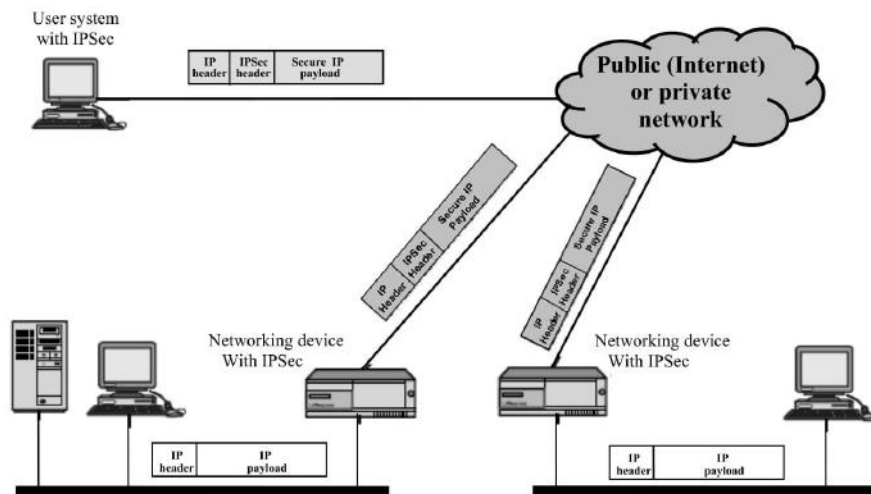 User system
with IPSec
IP
header
IPSec
header
Secure IP
payload
Public (Internet)
or private
network
IP
Header
IPSec
Header
Secure IP
Payload
IP
Header
IPSec
Header
Secure IP
Payload
Networking device
With IPSec
Networking device
With IPSec
IP
header
IP
payload
IP
header
IP
payload